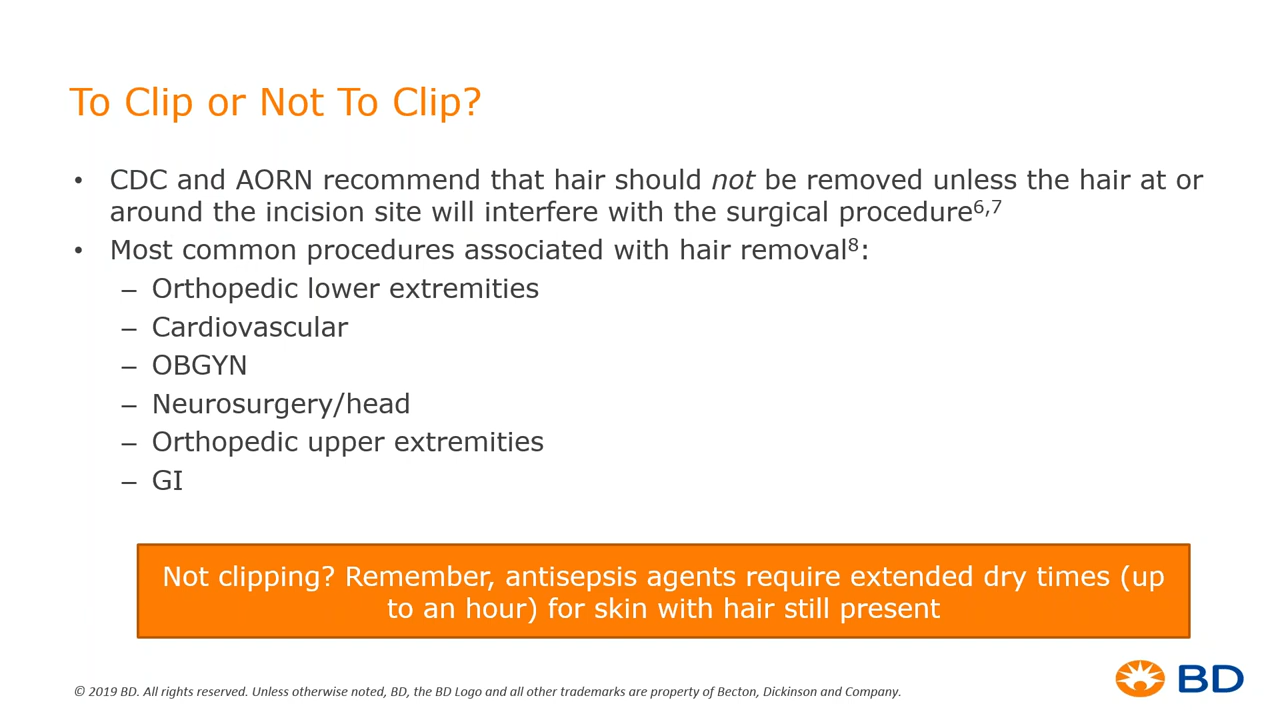 To Clip or Not To Clip?
• CDC and AORN recommend that hair should not be removed unless the hair at or
around the incision site will interfere with the surgical procedure6,7
• Most common procedures associated with hair removal8:
– Orthopedic lower extremities
– Cardiovascular
– OBGYN
– Neurosurgery/head
– Orthopedic upper extremities
– GI
Not clipping? Remember, antisepsis agents require extended dry times (up
to an hour) for skin with hair still present
© 2019 BD. All rights reserved. Unless otherwise noted, BD, the BD Logo and all other trademarks are property of Becton, Dickinson and Company.
BD